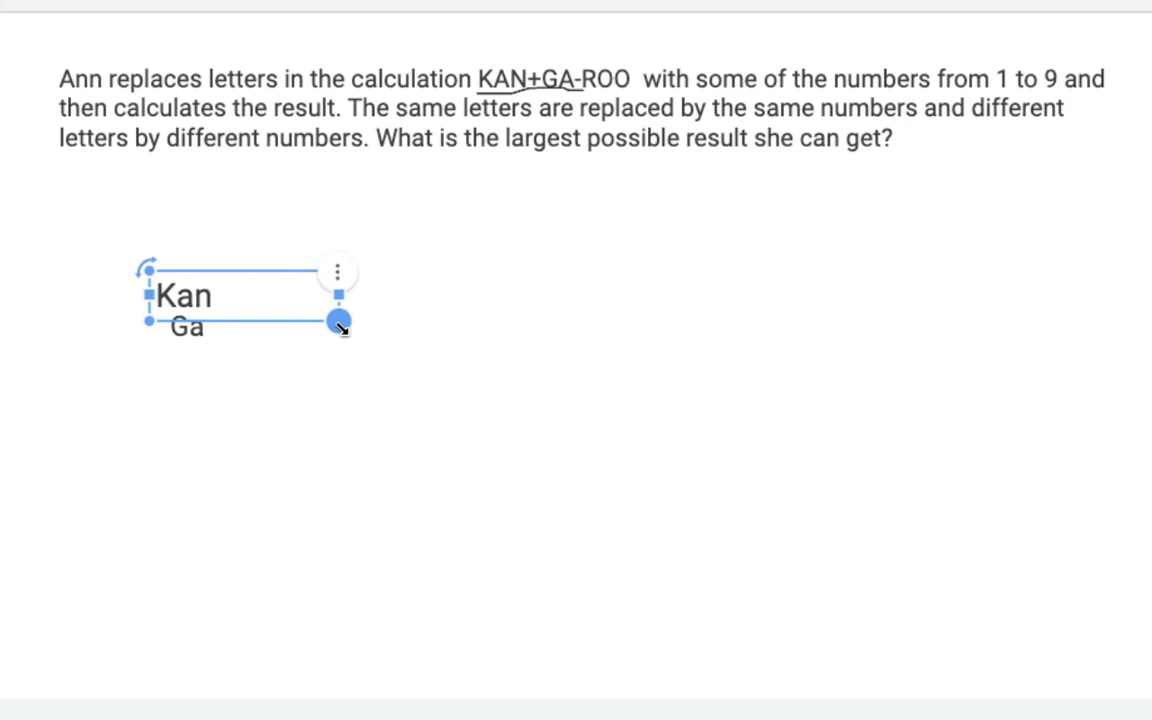 Ann replaces letters in the calculation KAN+GA-ROO with some of the numbers from 1 to 9 and
then calculates the result. The same letters are replaced by the same numbers and different
letters by different numbers. What is the largest possible result she can get?
Kan
Ga